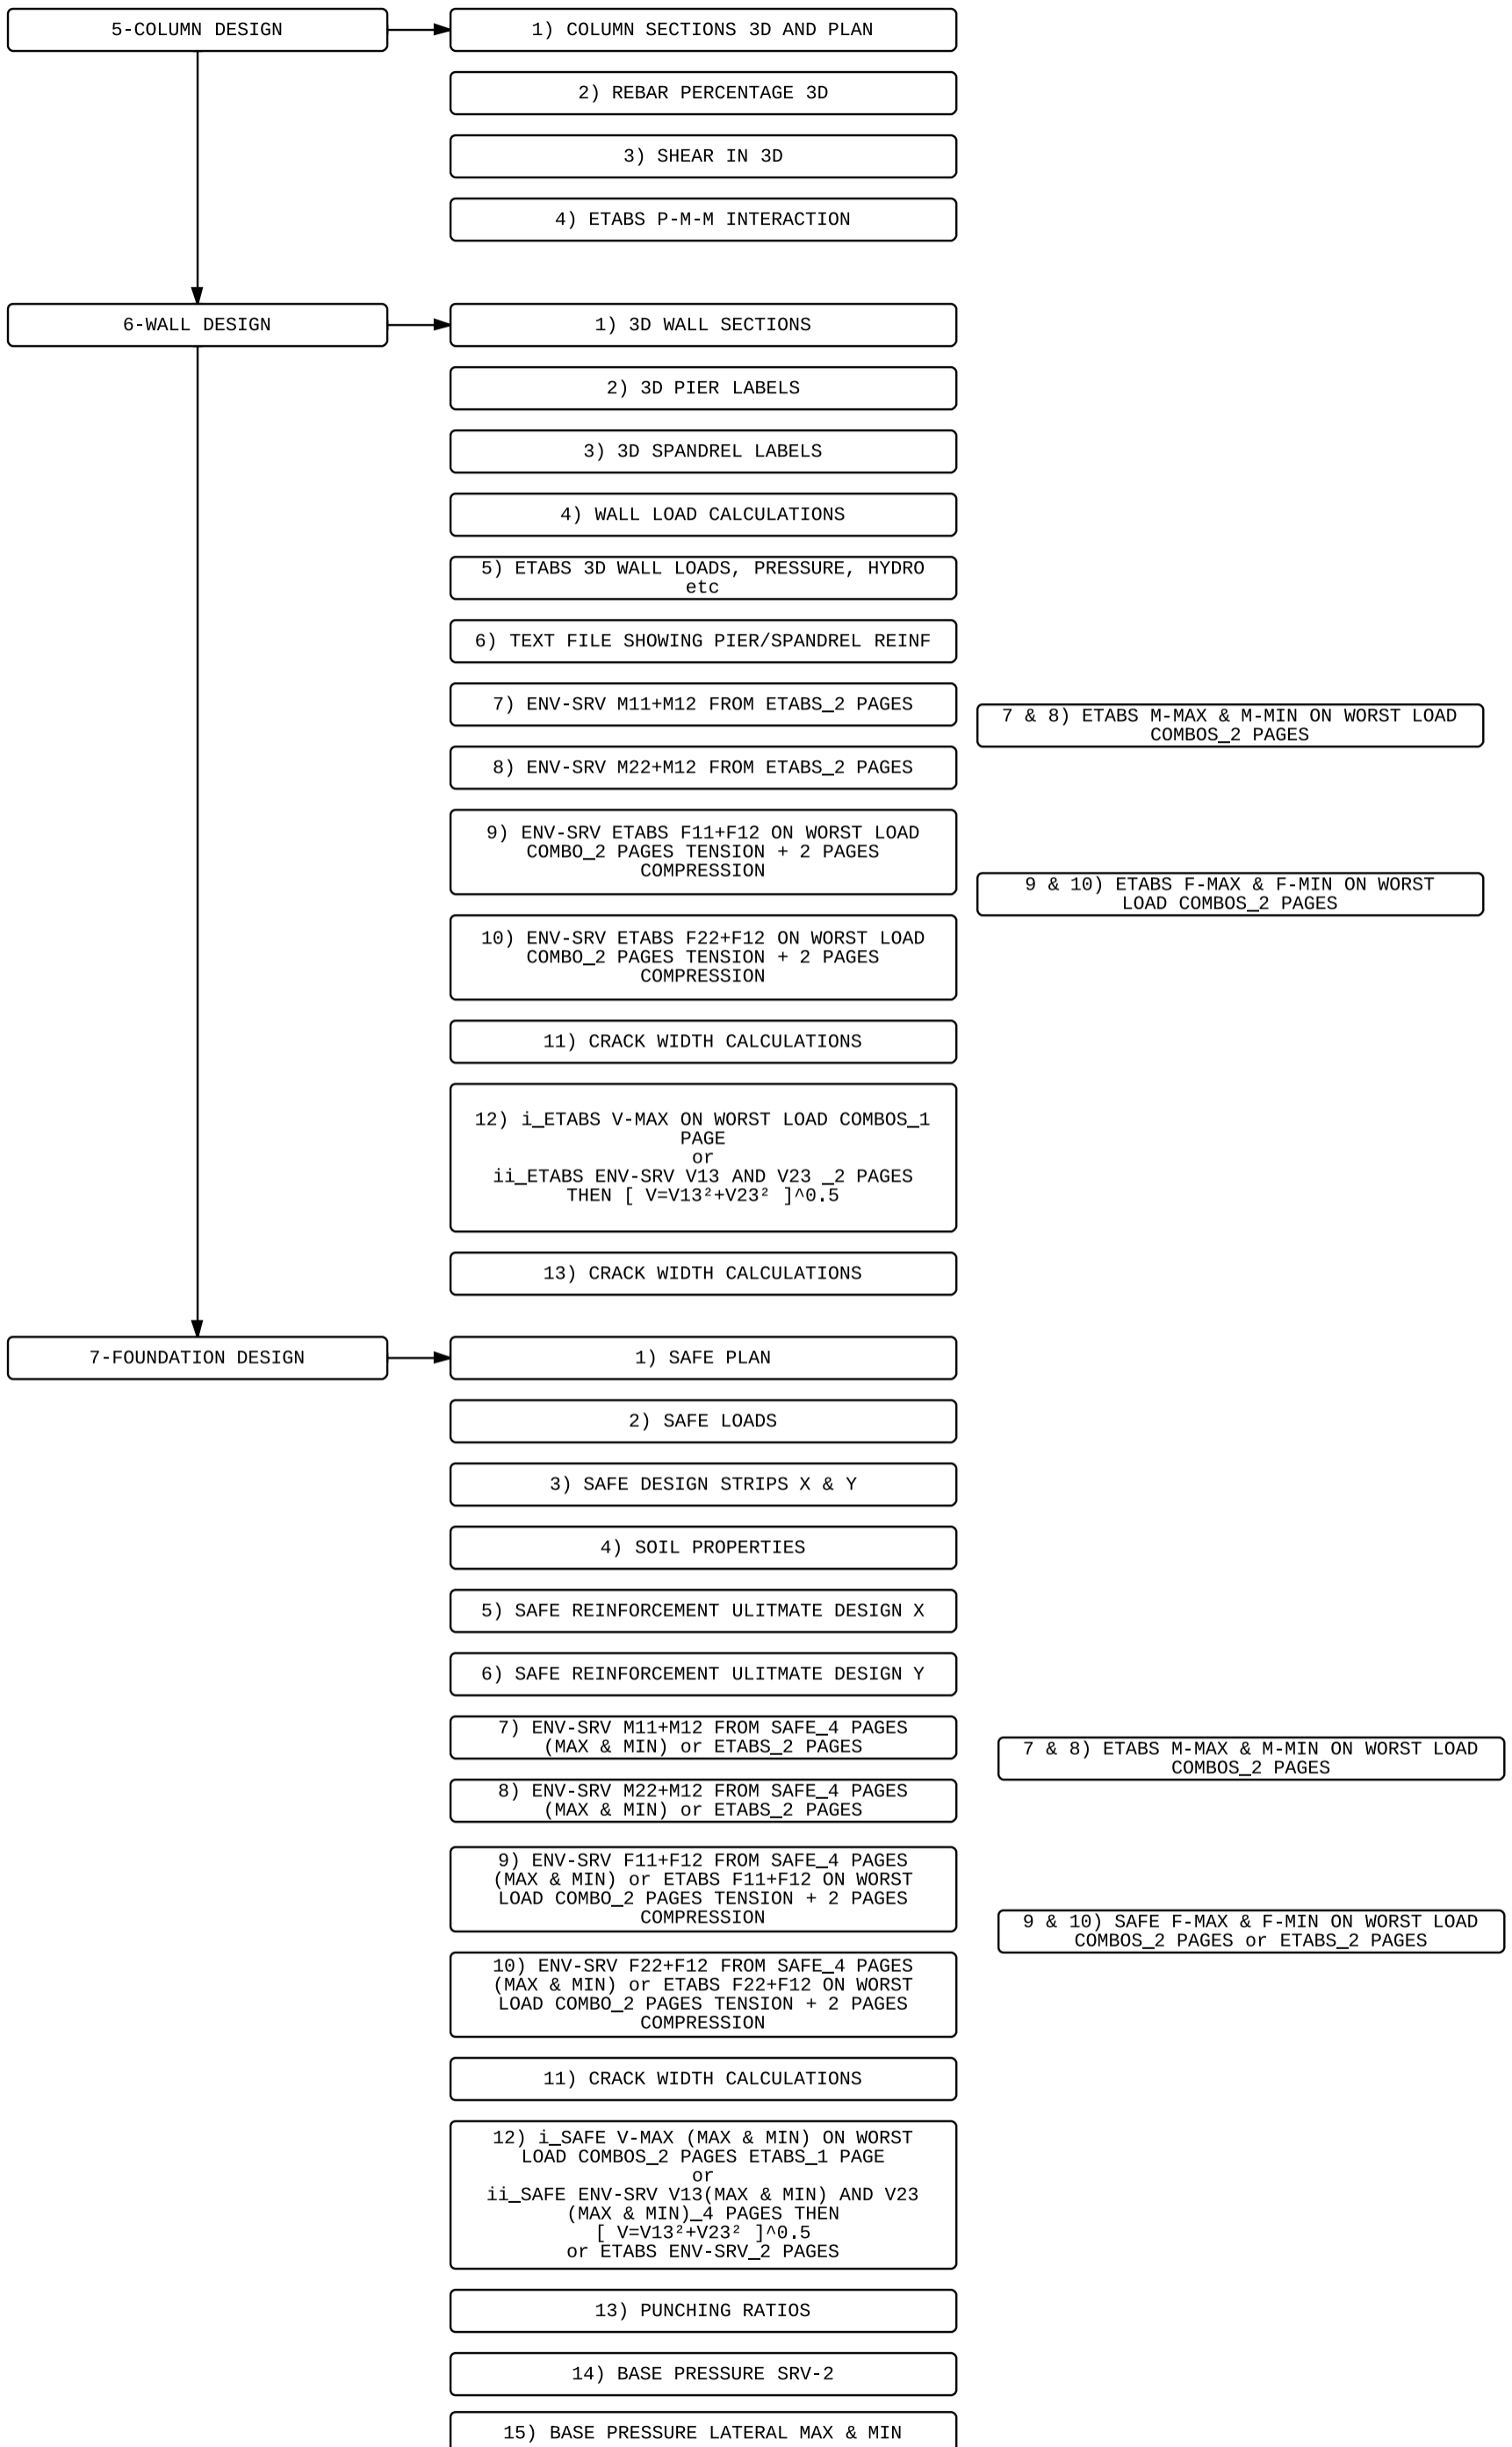 5-COLUMN DESIGN
1) COLUMN SECTIONS 3D AND PLAN
2) REBAR PERCENTAGE 3D
3) SHEAR IN 3D
4) ETABS P-M-M INTERACTION
6-WALL DESIGN
1) 3D WALL SECTIONS
2) 3D PIER LABELS
3) 3D SPANDREL LABELS
4) WALL LOAD CALCULATIONS
5) ETABS 3D WALL LOADS, PRESSURE, HYDRO
etc
6) TEXT FILE SHOWING PIER/SPANDREL REINF
7) ENV-SRV M11+M12 FROM ETABS_2 PAGES
7 & 8) ETABS M-MAX & M-MIN ON WORST LOAD
COMBOS_2 PAGES
8) ENV-SRV M22+M12 FROM ETABS_2 PAGES
9) ENV-SRV ETABS F11+F12 ON WORST LOAD
COMBO_2 PAGES TENSION + 2 PAGES
COMPRESSION
9 & 10) ETABS F-MAX & F-MIN ON WORST
LOAD COMBOS_2 PAGES
10) ENV-SRV ETABS F22+F12 ON WORST LOAD
COMBO_2 PAGES TENSION + 2 PAGES
COMPRESSION
11) CRACK WIDTH CALCULATIONS
12) i_ETABS V-MAX ON WORST LOAD COMBOS_1
PAGE
or
ii_ETABS ENV-SRV V13 AND V23 _2 PAGES
THEN [ V=V13²+V23² ]^0.5
13) CRACK WIDTH CALCULATIONS
7-FOUNDATION DESIGN
1) SAFE PLAN
2) SAFE LOADS
3) SAFE DESIGN STRIPS X & Y
4) SOIL PROPERTIES
5) SAFE REINFORCEMENT ULITMATE DESIGN X
6) SAFE REINFORCEMENT ULITMATE DESIGN Y
7) ENV-SRV M11+M12 FROM SAFE_4 PAGES
(MAX & MIN) or ETABS_2 PAGES
7 & 8) ETABS M-MAX & M-MIN ON WORST LOAD
COMBOS_2 PAGES
8) ENV-SRV M22+M12 FROM SAFE_4 PAGES
(MAX & MIN) or ETABS_2 PAGES
9) ENV-SRV F11+F12 FROM SAFE_4 PAGES
(MAX & MIN) or ETABS F11+F12 ON WORST
LOAD COMBO_2 PAGES TENSION + 2 PAGES
COMPRESSION
9 & 10) SAFE F-MAX & F-MIN ON WORST LOAD
COMBOS_2 PAGES or ETABS_2 PAGES
10) ENV-SRV F22+F12 FROM SAFE_4 PAGES
(MAX & MIN) or ETABS F22+F12 ON WORST
LOAD COMBO_2 PAGES TENSION + 2 PAGES
COMPRESSION
11) CRACK WIDTH CALCULATIONS
12) i_SAFE V-MAX (MAX & MIN) ON WORST
LOAD COMBOS_2 PAGES ETABS_1 PAGE
or
ii_SAFE ENV-SRV V13(MAX & MIN) AND V23
(MAX & MIN)_4 PAGES THEN
[ V=V13²+V23² ]^0.5
or ETABS ENV-SRV_2 PAGES
13) PUNCHING RATIOS
14) BASE PRESSURE SRV-2
15) BASE PRESSURE LATERAL MAX & MIN